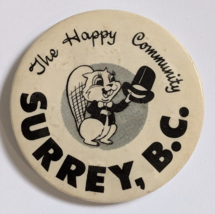 The Happy Community
SURREY, B.C.